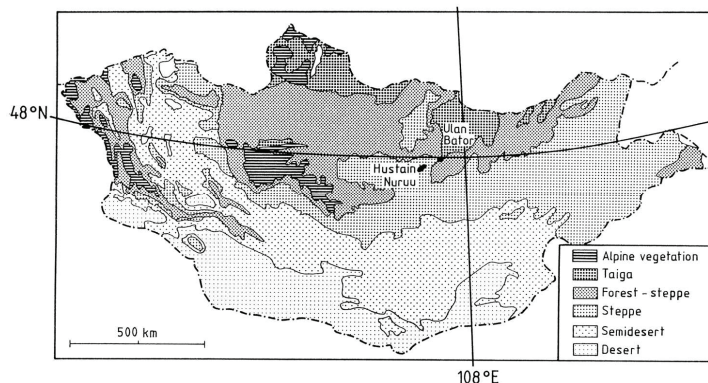 48°N
Ulan
Bator
Hustain
Nuruu
Alpine vegetation
Taiga
Forest-steppe
Steppe
Semidesert
Desert
500 km
108°E